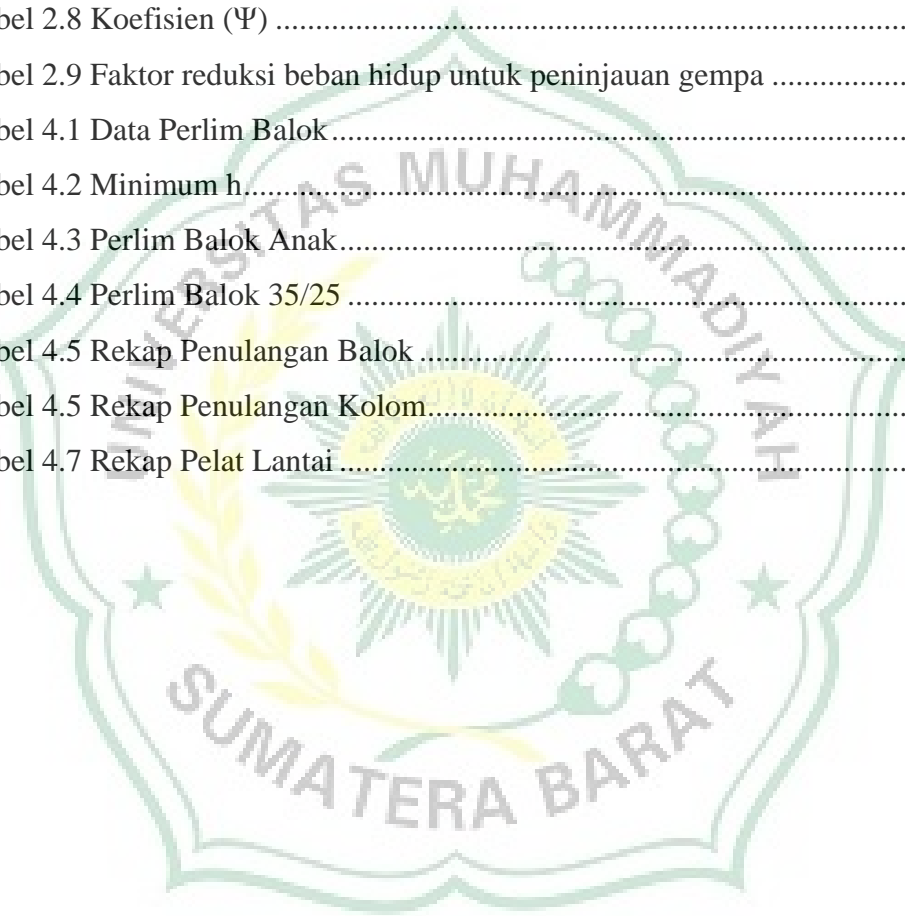 bel 2.8 Koefisien (Ψ) ....................................................................................
bel 2.9 Faktor reduksi beban hidup untuk peninjauan gempa ..................
bel 4.1 Data Perlim Balok..........................................................................
bel 4.2 Minimum h.....................................................................................
bel 4.3 Perlim Balok Anak.........................................................................
bel 4.4 Perlim Balok 35/25 ........................................................................
bel 4.5 Rekap Penulangan Balok ...............................................................
bel 4.5 Rekap Penulangan Kolom..............................................................
bel 4.7 Rekap Pelat Lantai .........................................................................
UNIVERSITAS MUHAMMADIYAH
SUMATERA BARAT